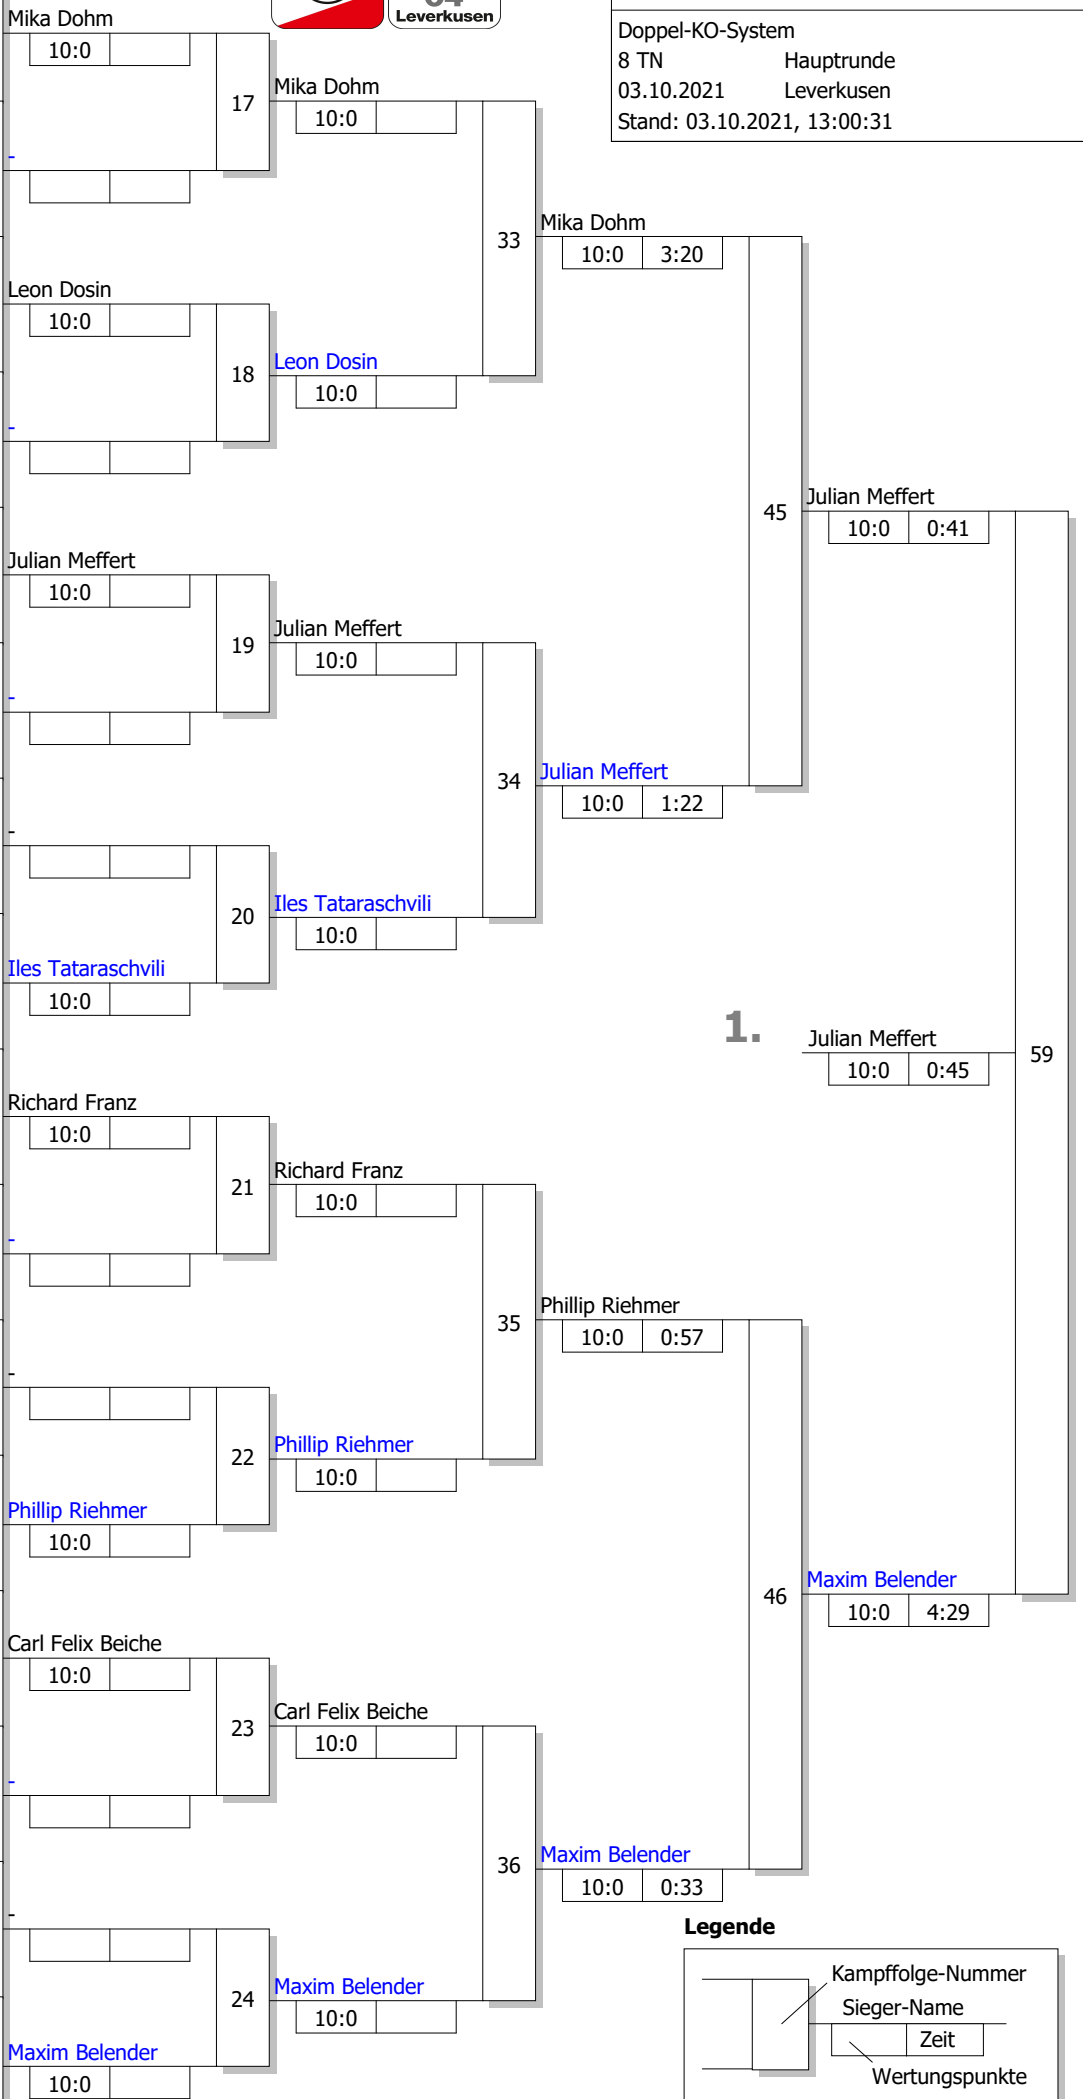 Leverkusen
Doppel-KO-System
8 TN Hauptrunde
03.10.2021 Leverkusen
Stand: 03.10.2021, 13:00:31
Mika Dohm
10:0
17
-
Mika Dohm
10:0
33
Mika Dohm
10:0 3:20
Leon Dosin
10:0
18
-
Leon Dosin
10:0
45
Julian Meffert
10:0 0:41
Julian Meffert
10:0
19
-
Julian Meffert
10:0
34
Julian Meffert
10:0 1:22
-
20
Iles Tataraschvili
10:0
Iles Tataraschvili
10:0
1.
Julian Meffert
10:0 0:45
59
Richard Franz
10:0
21
-
Richard Franz
10:0
35
Phillip Riehmer
10:0 0:57
-
22
Phillip Riehmer
10:0
Phillip Riehmer
10:0
46
Maxim Belender
10:0 4:29
Carl Felix Beiche
10:0
23
-
Carl Felix Beiche
10:0
36
Maxim Belender
10:0 0:33
-
24
Maxim Belender
10:0
Maxim Belender
10:0
Legende
Kampffolge-Nummer
Sieger-Name
Zeit
Wertungspunkte